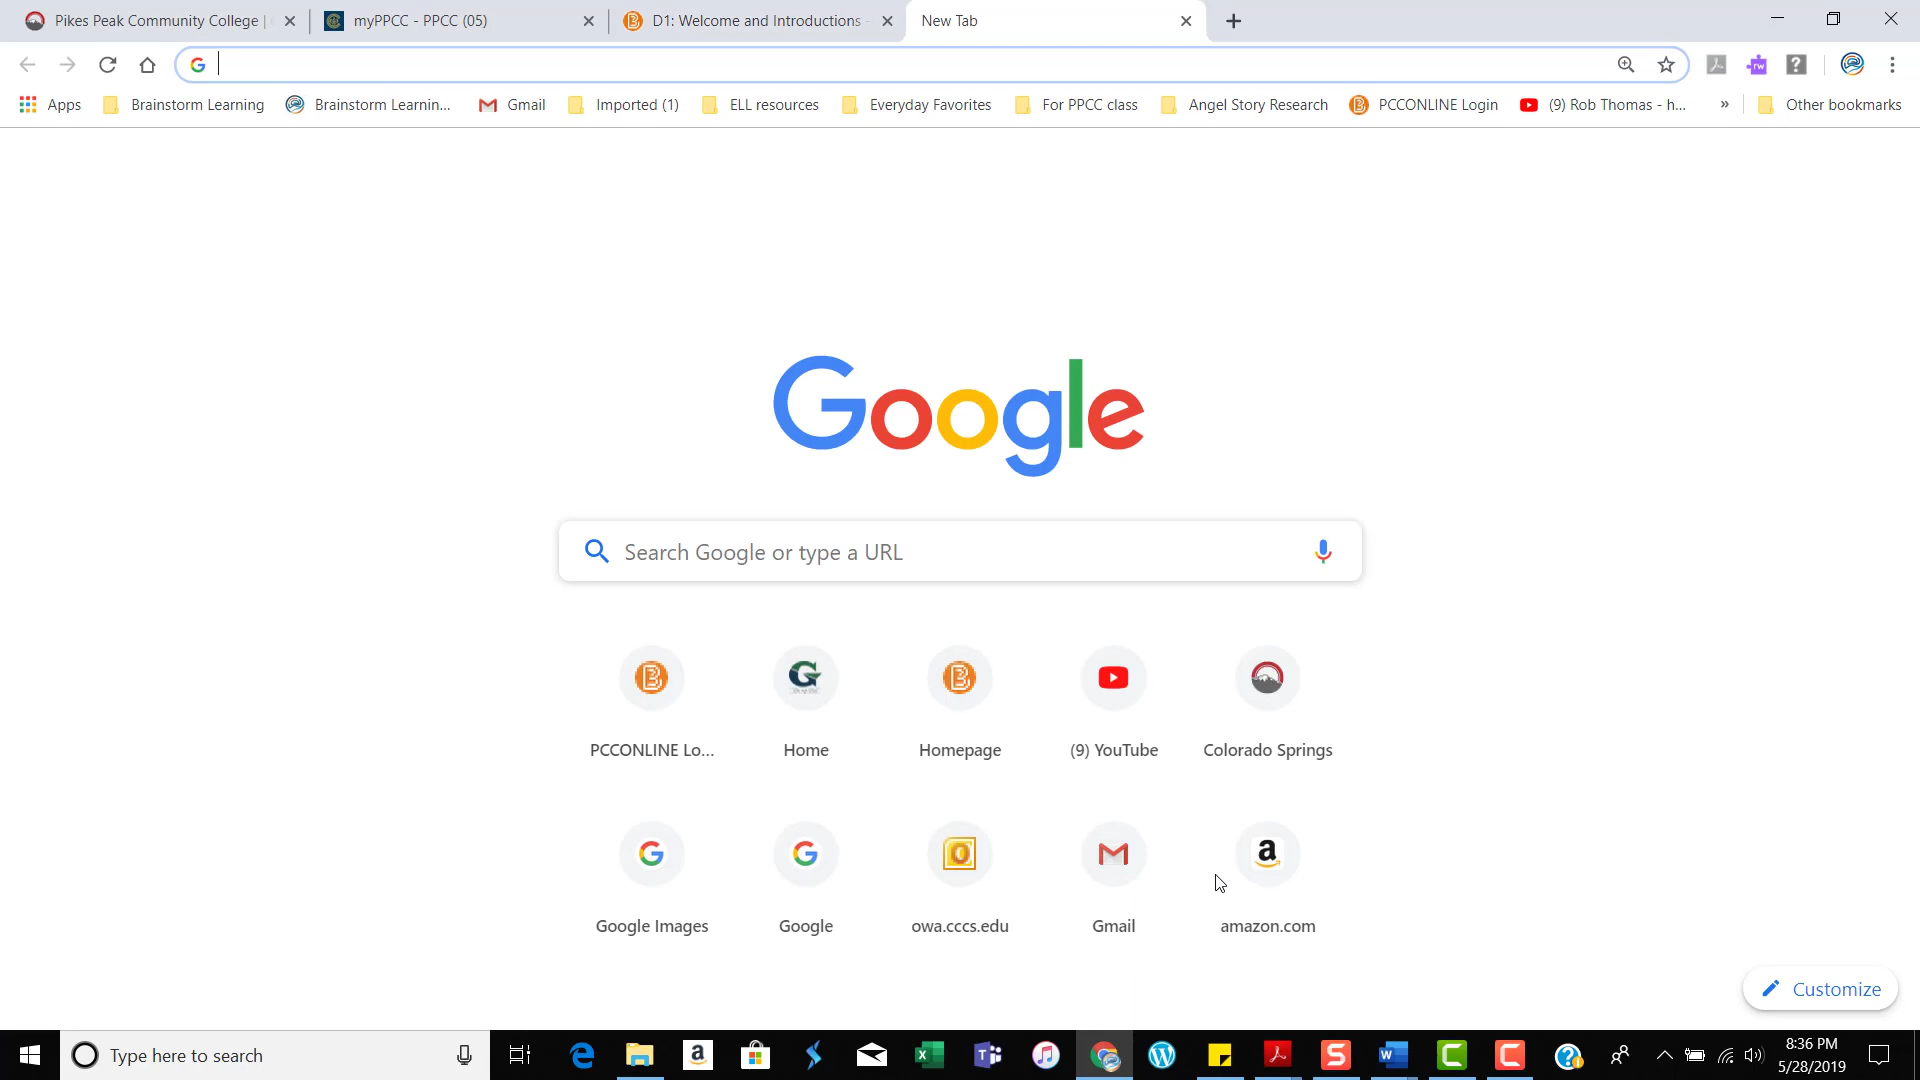 Pikes Peak Community College |
myPPCC - PPCC (05)
D1: Welcome and Introductions -
New Tab
Apps
Brainstorm Learning
Brainstorm Learnin...
Gmail
Imported (1)
ELL resources
Everyday Favorites
For PPCC class
Angel Story Research
PCCONLINE Login
(9) Rob Thomas - h...
»
Other bookmarks
Google
Search Google or type a URL
PCCONLINE Lo...
Home
Homepage
(9) YouTube
Colorado Springs
Google Images
Google
owa.cccs.edu
Gmail
amazon.com
Customize
Type here to search
8:36 PM
5/28/2019